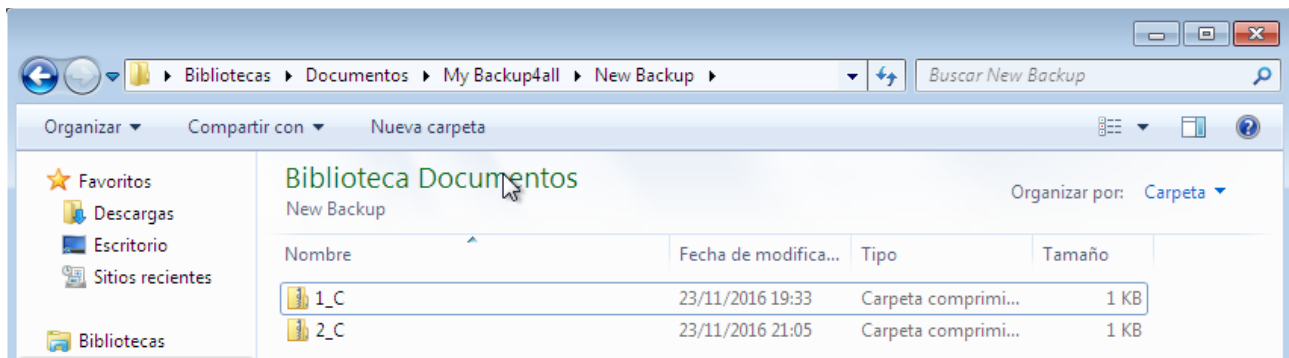 Bibliotecas Documentos My Backup4all New Backup Buscar New Backup
Organizar Compartir con Nueva carpeta
Favoritos
Descargas
Escritorio
Sitios recientes
Bibliotecas
Biblioteca Documentos
New Backup
Organizar por: Carpeta
Nombre Fecha de modifica... Tipo Tamaño
1_C 23/11/2016 19:33 Carpeta comprimi... 1 KB
2_C 23/11/2016 21:05 Carpeta comprimi... 1 KB